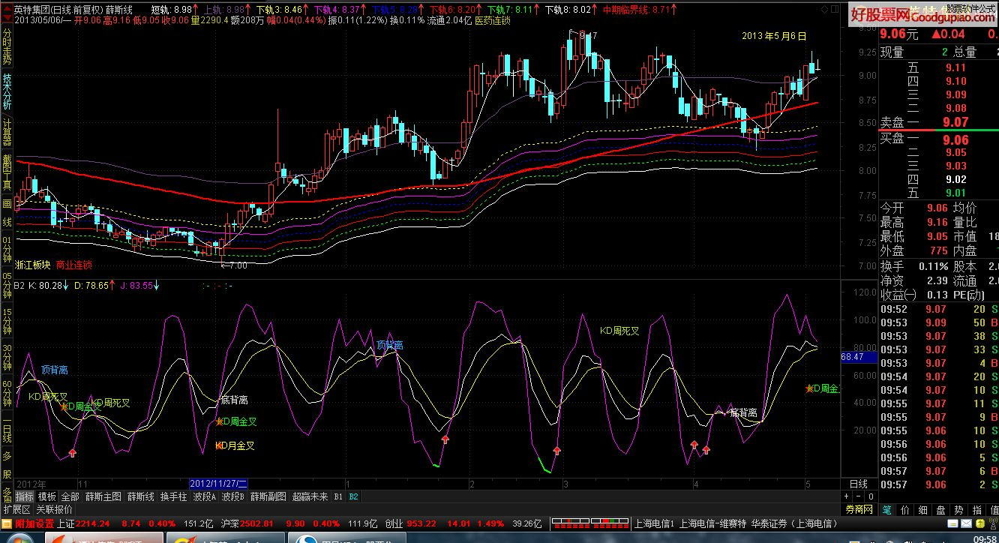 英特集团(日线.前复权) 薜斯线 短轨: 8.98↑ 上轨: 8.98↑ 下轨3: 8.46↑ 下轨4: 8.37↑ 下轨5: 8.28↑ 下轨6: 8.20↑ 下轨7: 8.11↑ 下轨8: 8.02↑ 中期临界线: 8.71↑
2013/05/06/一 开9.06 高9.16 低9.05 收9.06 量2290.4 额208万 幅0.04(0.44%) 振0.11(1.22%) 换0.11% 流通2.04亿 医药连锁
好股票网 股票软件公式
Goodgupiao.com
2013年5月6日
9.47
9.50
9.25
9.00
8.75
8.50
8.25
8.00
7.75
7.50
7.25
7.00
←7.00
浙江板块 商业连锁
分时走势
技术分析
计算器
截图工具
画线
01分钟
05分钟
15分钟
30分钟
60分钟
日线
多股
多图
B2 K: 80.28↓ D: 78.65↑ J: 83.55↓
120.0
100.0
80.00
68.47
60.00
40.00
20.00
顶背离
KD周死叉
KD周金叉
KD周死叉
底背离
KD周金叉
KD月金叉
顶背离
KD周死叉
底背离
KD周金
2012年 11 2012/11/27/二 1 2 3 4 5 日线
指标 模板 全部 薜斯主图 薜斯线 换手柱 波段A 波段B 薜斯副图 超赢未来 B1 B2
+ - 0
扩展区 关联报价
券商网 笔 价 细 盘 势 指 值
9.06元 ▲0.04 0.
现量 2 总量
五 9.11
四 9.10
三 9.09
二 9.08
卖盘 一 9.07
买盘 一 9.06
二 9.05
三 9.03
四 9.02
五 9.01
今开 9.06 均价
最高 9.16 量比
最低 9.05 市值 18
外盘 775 内盘
换手 0.11% 股本 2.0
净资 2.39 流通 2.0
收益(一) 0.13 PE(动)
09:52 9.07 20 S
09:53 9.09 50 B
09:53 9.07 38 S
09:53 9.06 33 S
09:53 9.07 4 B
09:54 9.07 20 S
09:54 9.07 10 S
09:55 9.07 11 S
09:55 9.07 9 B
09:55 9.06 10 S
09:56 9.06 10 S
09:56 9.06 5 S
09:57 9.07 6 B
09:57 9.06 2 S
附加设置 上证 2214.24 8.74 0.40% 151.2亿 沪深 2502.81 9.90 0.40% 111.9亿 创业 953.22 14.01 1.49% 39.26亿 上海电信1 上海电信-维赛特 华泰证券（上海电信）
09:58